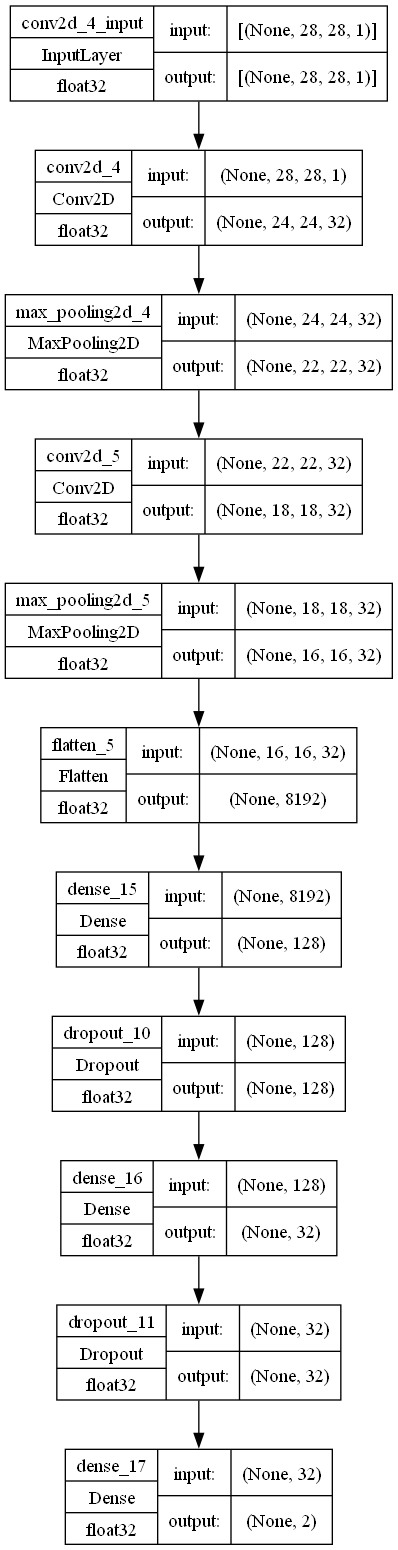 conv2d_4_input
InputLayer
float32
input: [(None, 28, 28, 1)]
output: [(None, 28, 28, 1)]
conv2d_4
Conv2D
float32
input: (None, 28, 28, 1)
output: (None, 24, 24, 32)
max_pooling2d_4
MaxPooling2D
float32
input: (None, 24, 24, 32)
output: (None, 22, 22, 32)
conv2d_5
Conv2D
float32
input: (None, 22, 22, 32)
output: (None, 18, 18, 32)
max_pooling2d_5
MaxPooling2D
float32
input: (None, 18, 18, 32)
output: (None, 16, 16, 32)
flatten_5
Flatten
float32
input: (None, 16, 16, 32)
output: (None, 8192)
dense_15
Dense
float32
input: (None, 8192)
output: (None, 128)
dropout_10
Dropout
float32
input: (None, 128)
output: (None, 128)
dense_16
Dense
float32
input: (None, 128)
output: (None, 32)
dropout_11
Dropout
float32
input: (None, 32)
output: (None, 32)
dense_17
Dense
float32
input: (None, 32)
output: (None, 2)